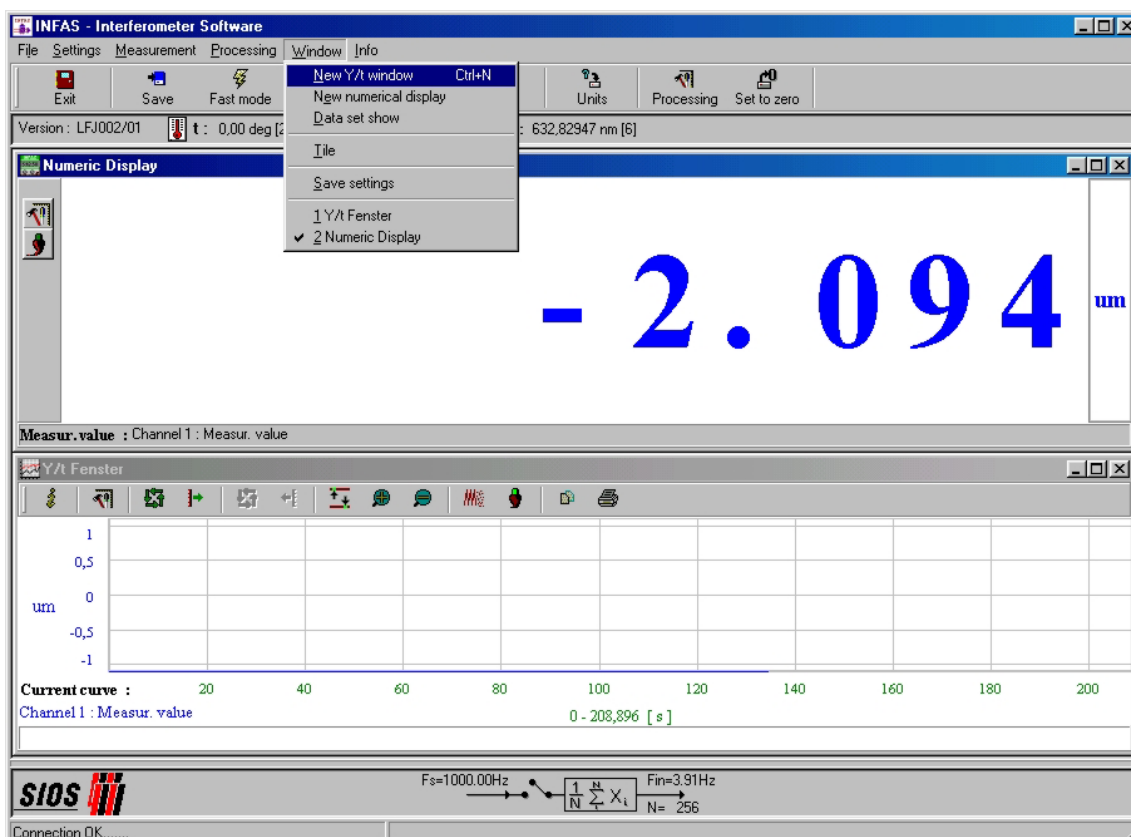 INFAS - Interferometer Software
File Settings Measurement Processing Window Info
Exit Save Fast mode Units Processing Set to zero
New Y/t window Ctrl+N
New numerical display
Data set show
Tile
Save settings
1 Y/t Fenster
✔ 2 Numeric Display
Version : LFJ002/01 t : 0,00 deg [2 : 632,82947 nm [6]
Numeric Display
-2.094 um
Measur.value : Channel 1 : Measur. value
Y/t Fenster
1
0,5
0
um
-0,5
-1
Current curve : 20 40 60 80 100 120 140 160 180 200
Channel 1 : Measur. value 0 - 208,896 [ s ]
SIOS
Fs=1000.00Hz 1/N N Σ i Xi Fin=3.91Hz
N= 256
Connection OK.......